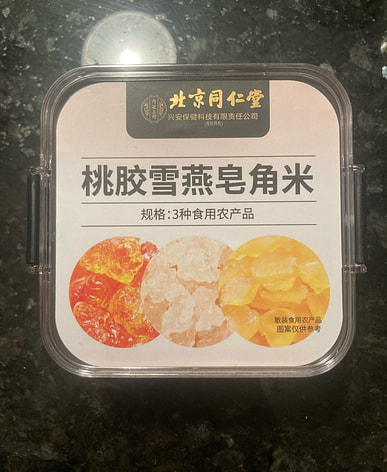 北京同仁堂
兴安保健科技有限责任公司
桃胶雪燕皂角米
规格:3种食用农产品
散装食用农产品
图案仅供参考